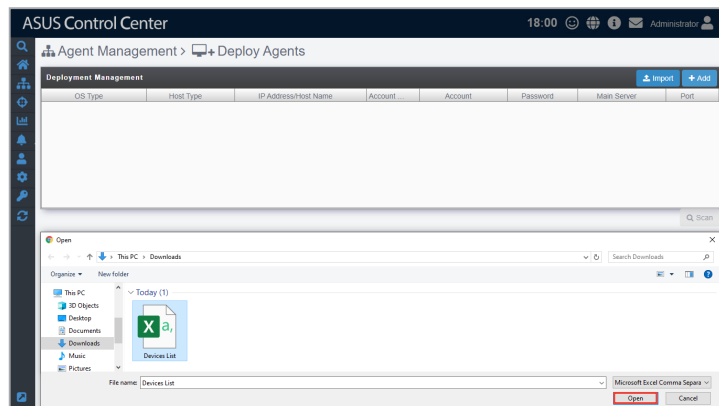 ASUS Control Center
18:00
Administrator
Agent Management > Deploy Agents
Deployment Management
Import
Add
OS Type
Host Type
IP Address/Host Name
Account ...
Account
Password
Main Server
Port
Scan
Open
This PC > Downloads
Search Downloads
Organize
New folder
This PC
3D Objects
Desktop
Documents
Downloads
Music
Pictures
Today (1)
X a,
Devices List
File name: Devices List
Microsoft Excel Comma Separa
Open
Cancel